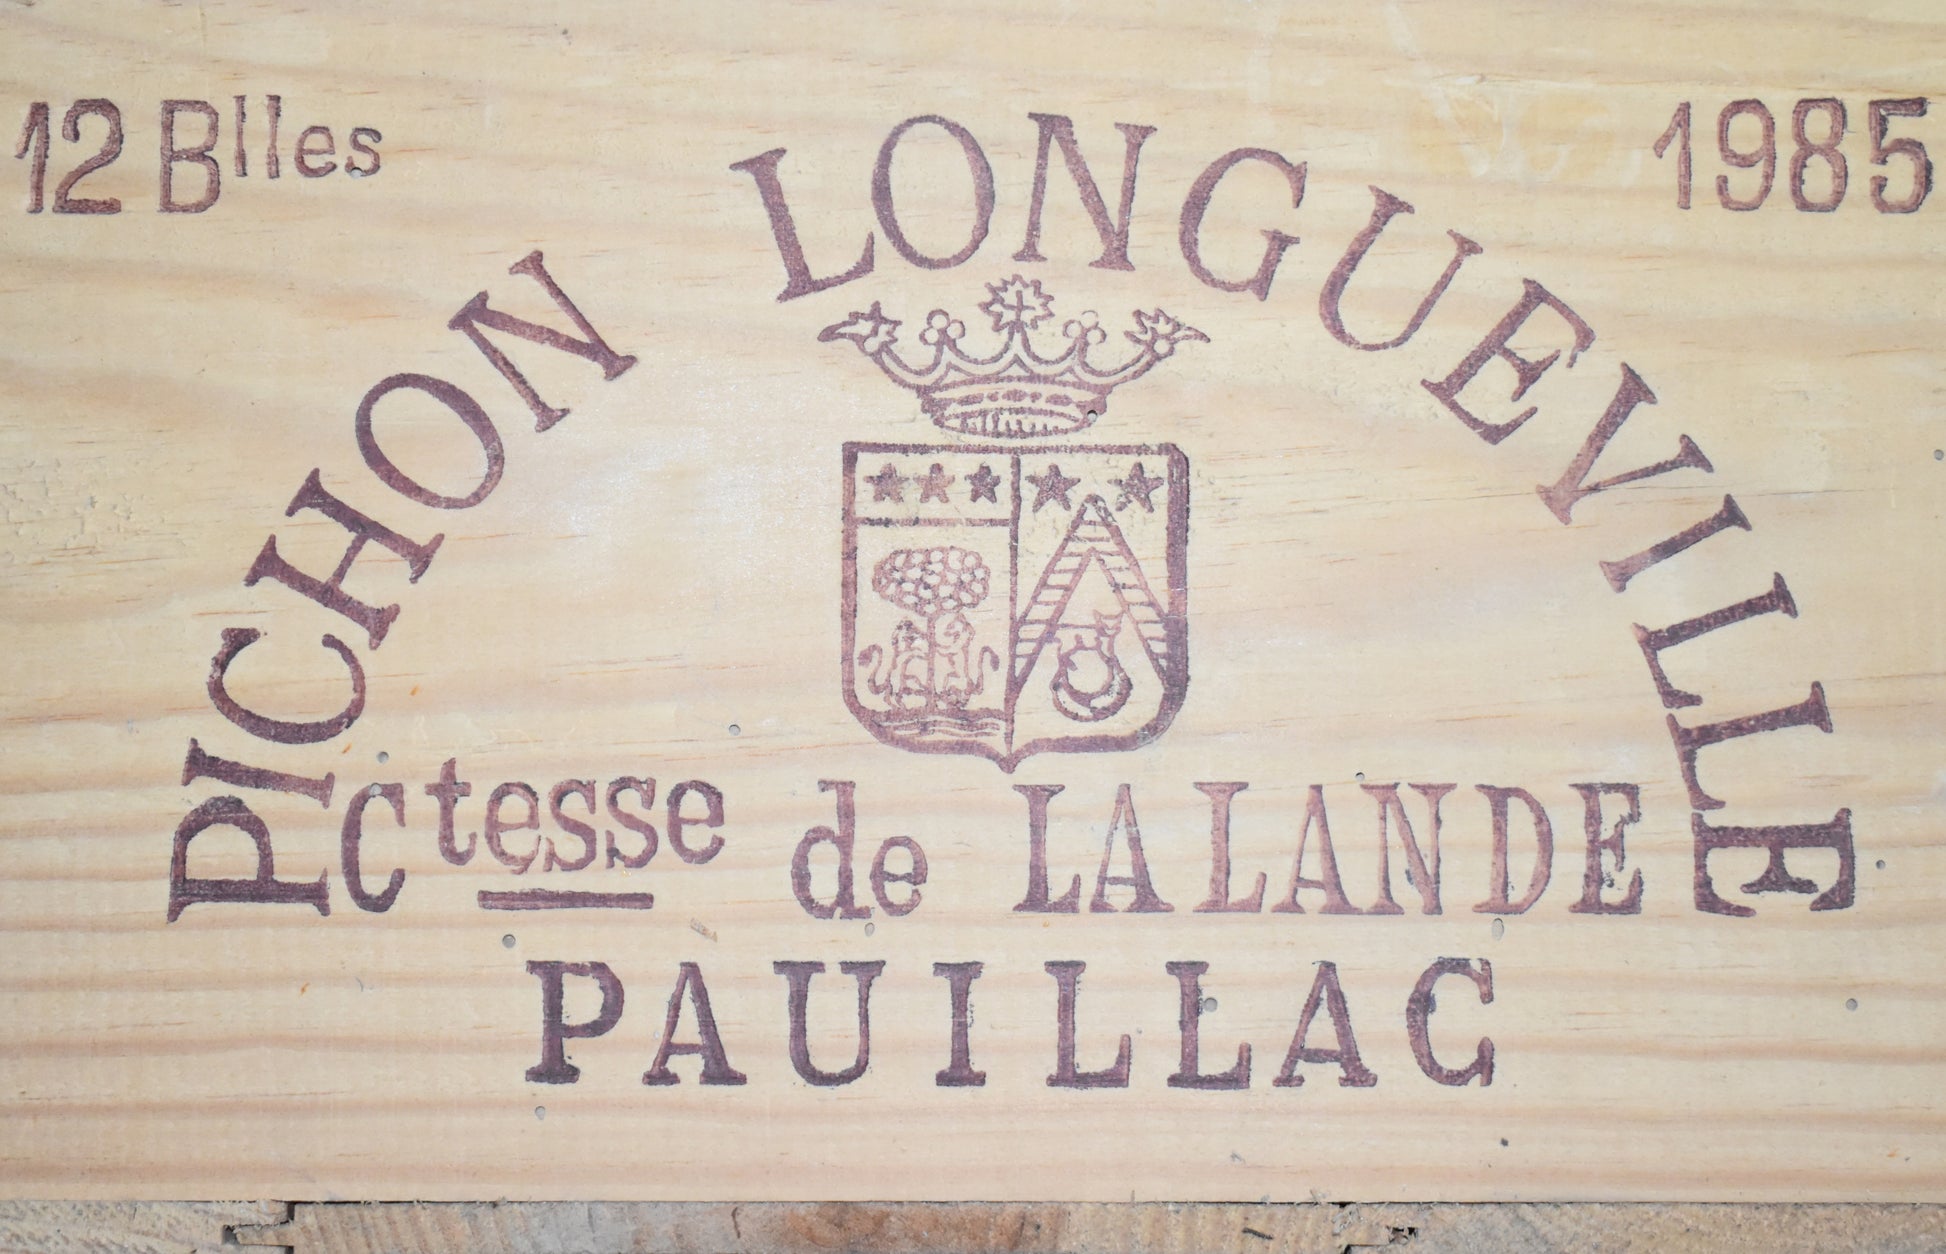 12 Blles
1985
PICHON LONGUEVILLE
Ctesse de LALANDE
PAUILLAC